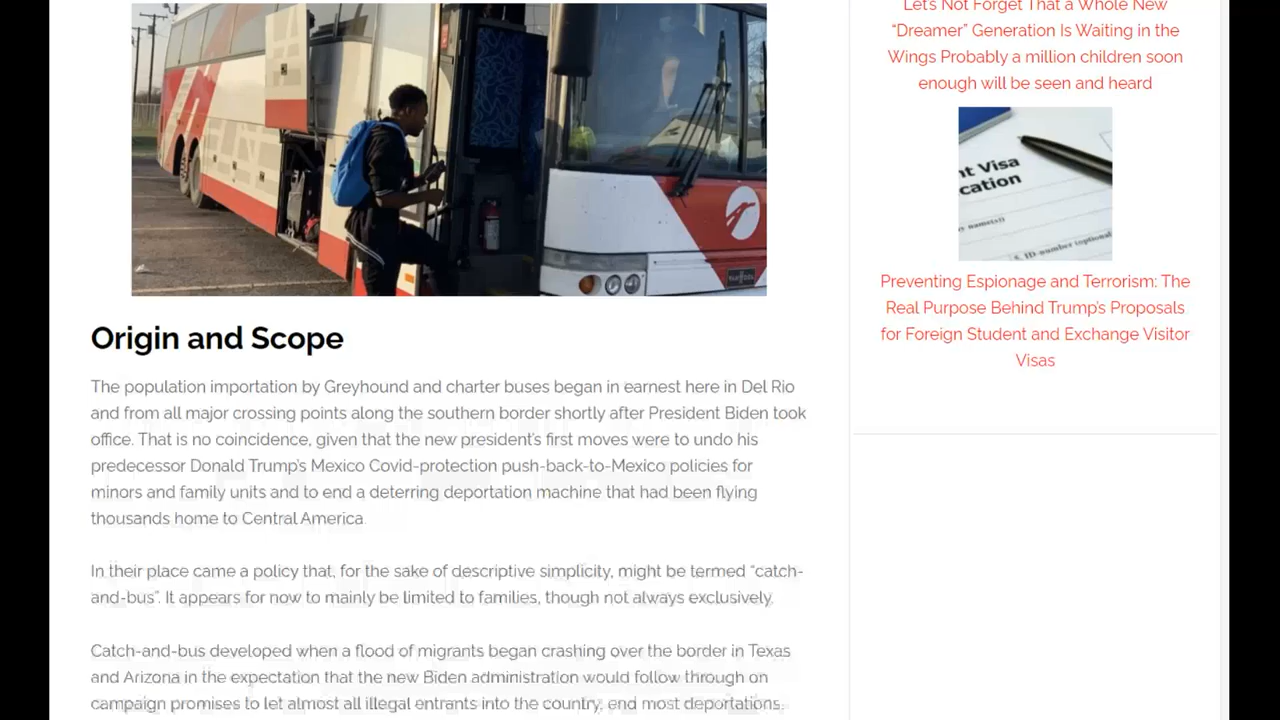 Let's Not Forget That a Whole New
“Dreamer” Generation Is Waiting in the
Wings Probably a million children soon
enough will be seen and heard
nt Visa
cation
y name(s))
ID-number (optional
Preventing Espionage and Terrorism: The
Real Purpose Behind Trump's Proposals
for Foreign Student and Exchange Visitor
Visas
Origin and Scope
The population importation by Greyhound and charter buses began in earnest here in Del Rio
and from all major crossing points along the southern border shortly after President Biden took
office. That is no coincidence, given that the new president's first moves were to undo his
predecessor Donald Trump's Mexico Covid-protection push-back-to-Mexico policies for
minors and family units and to end a deterring deportation machine that had been flying
thousands home to Central America.
In their place came a policy that, for the sake of descriptive simplicity, might be termed “catch-
and-bus”. It appears for now to mainly be limited to families, though not always exclusively.
Catch-and-bus developed when a flood of migrants began crashing over the border in Texas
and Arizona in the expectation that the new Biden administration would follow through on
campaign promises to let almost all illegal entrants into the country, end most deportations,